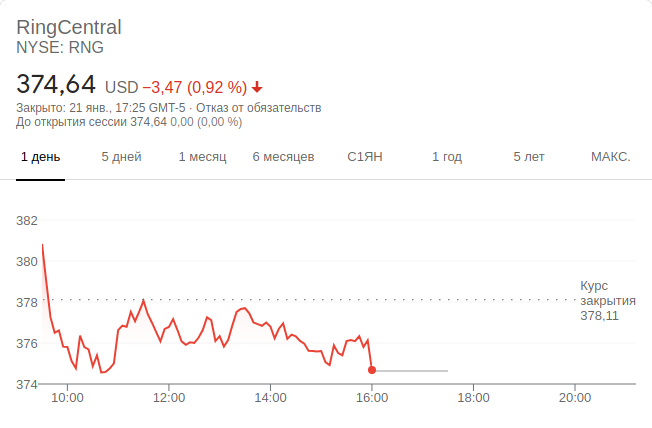 RingCentral
NYSE: RNG
374,64 USD −3,47 (0,92 %)
Закрыто: 21 янв., 17:25 GMT-5 · Отказ от обязательств
До открытия сессии 374,64 0,00 (0,00 %)
1 день 5 дней 1 месяц 6 месяцев С1ЯН 1 год 5 лет МАКС.
382
380
378
376
374
Курс
закрытия
378,11
10:00 12:00 14:00 16:00 18:00 20:00